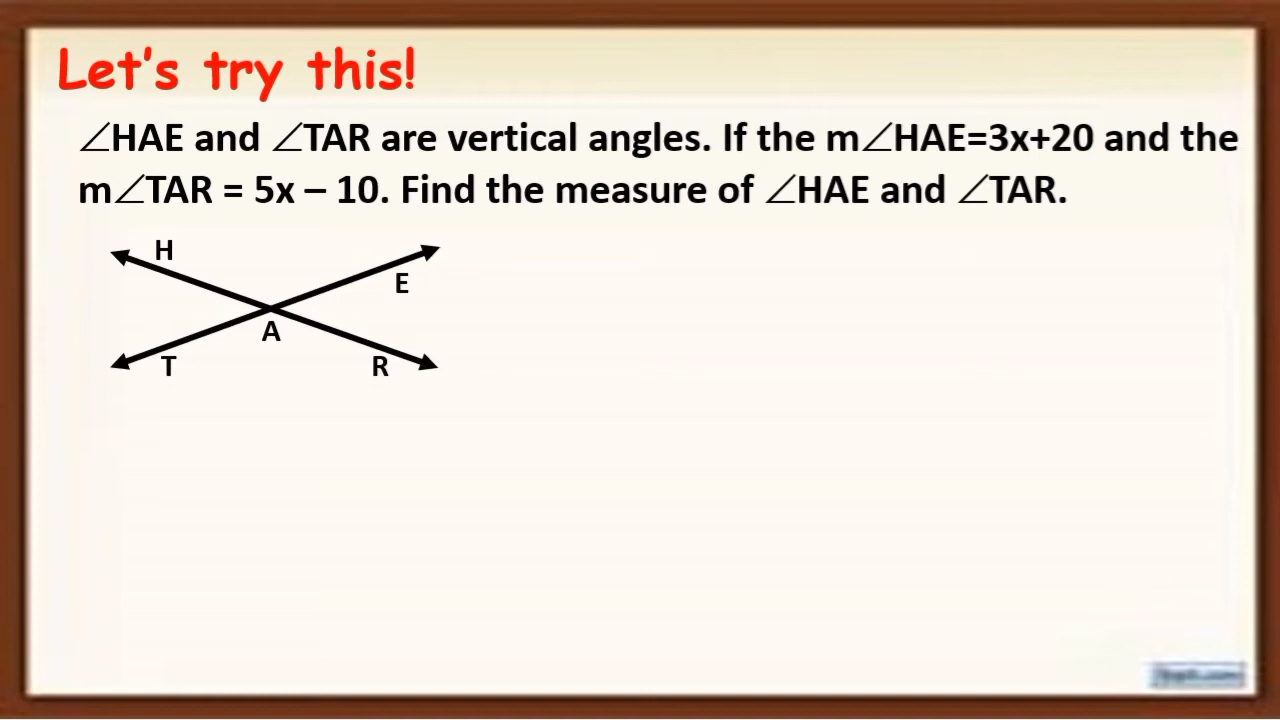 Let's try this!
∠HAE and ∠TAR are vertical angles. If the m∠HAE=3x+20 and the
m∠TAR = 5x – 10. Find the measure of ∠HAE and ∠TAR.
H
E
A
T R